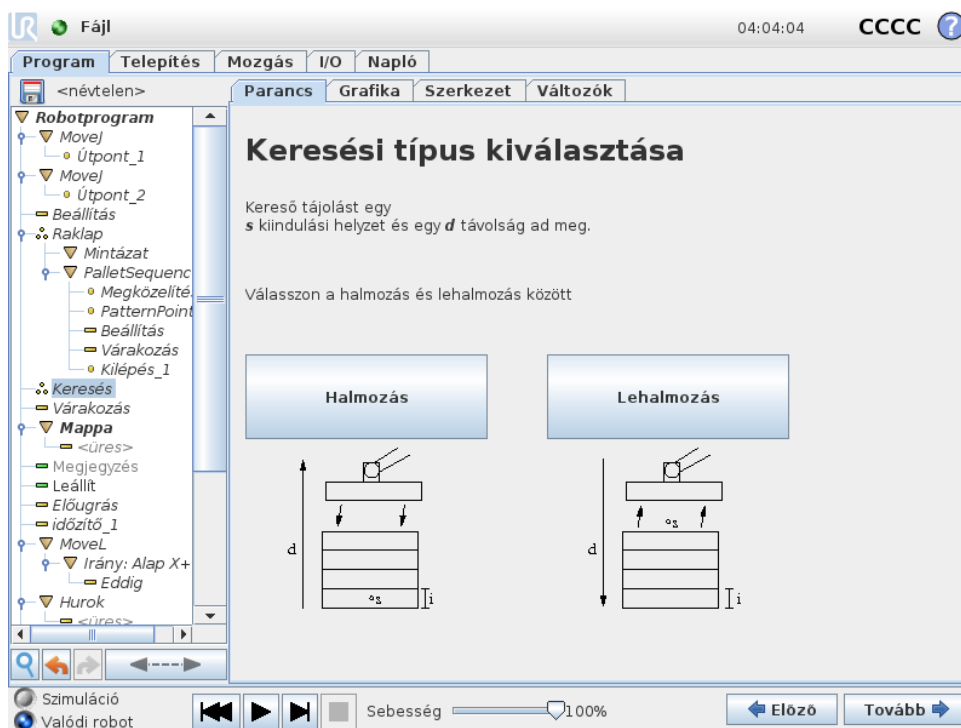 UR Fájl 04:04:04 CCCC ?
Program Telepítés Mozgás I/O Napló
<névtelen>
Parancs Grafika Szerkezet Változók
Robotprogram
MoveJ
Útpont_1
MoveJ
Útpont_2
Beállítás
Raklap
Mintázat
PalletSequenc
Megközelítés
PatternPoint
Beállítás
Várakozás
Kilépés_1
Keresés
Várakozás
Mappa
<üres>
Megjegyzés
Leállít
Előugrás
időzítő_1
MoveL
Irány: Alap X+
Eddig
Hurok
<üres>
Keresési típus kiválasztása
Kereső tájolást egy
s kiindulási helyzet és egy d távolság ad meg.
Válasszon a halmozás és lehalmozás között
Halmozás
Lehalmozás
d
s
i
d
s
i
Szimuláció
Valódi robot
Sebesség 100%
Előző
Tovább